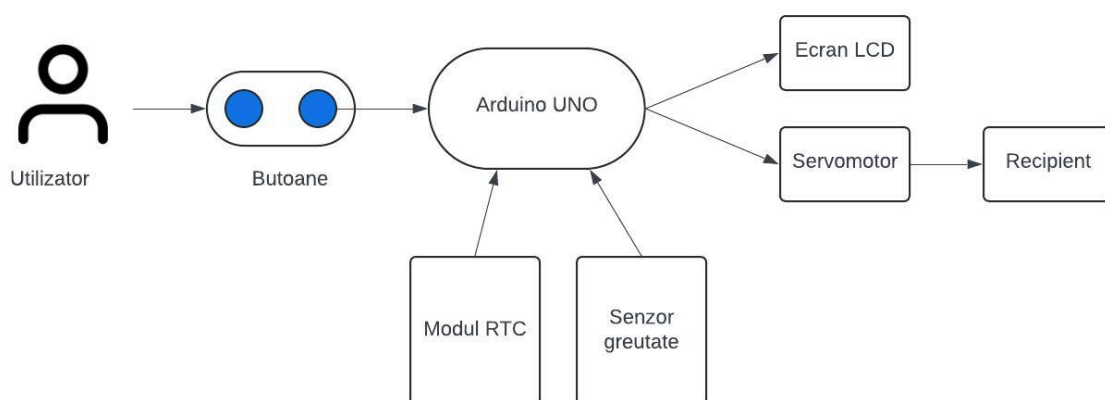 Ecran LCD
Arduino UNO
Servomotor
Recipient
Utilizator
Butoane
Modul RTC
Senzor
greutate